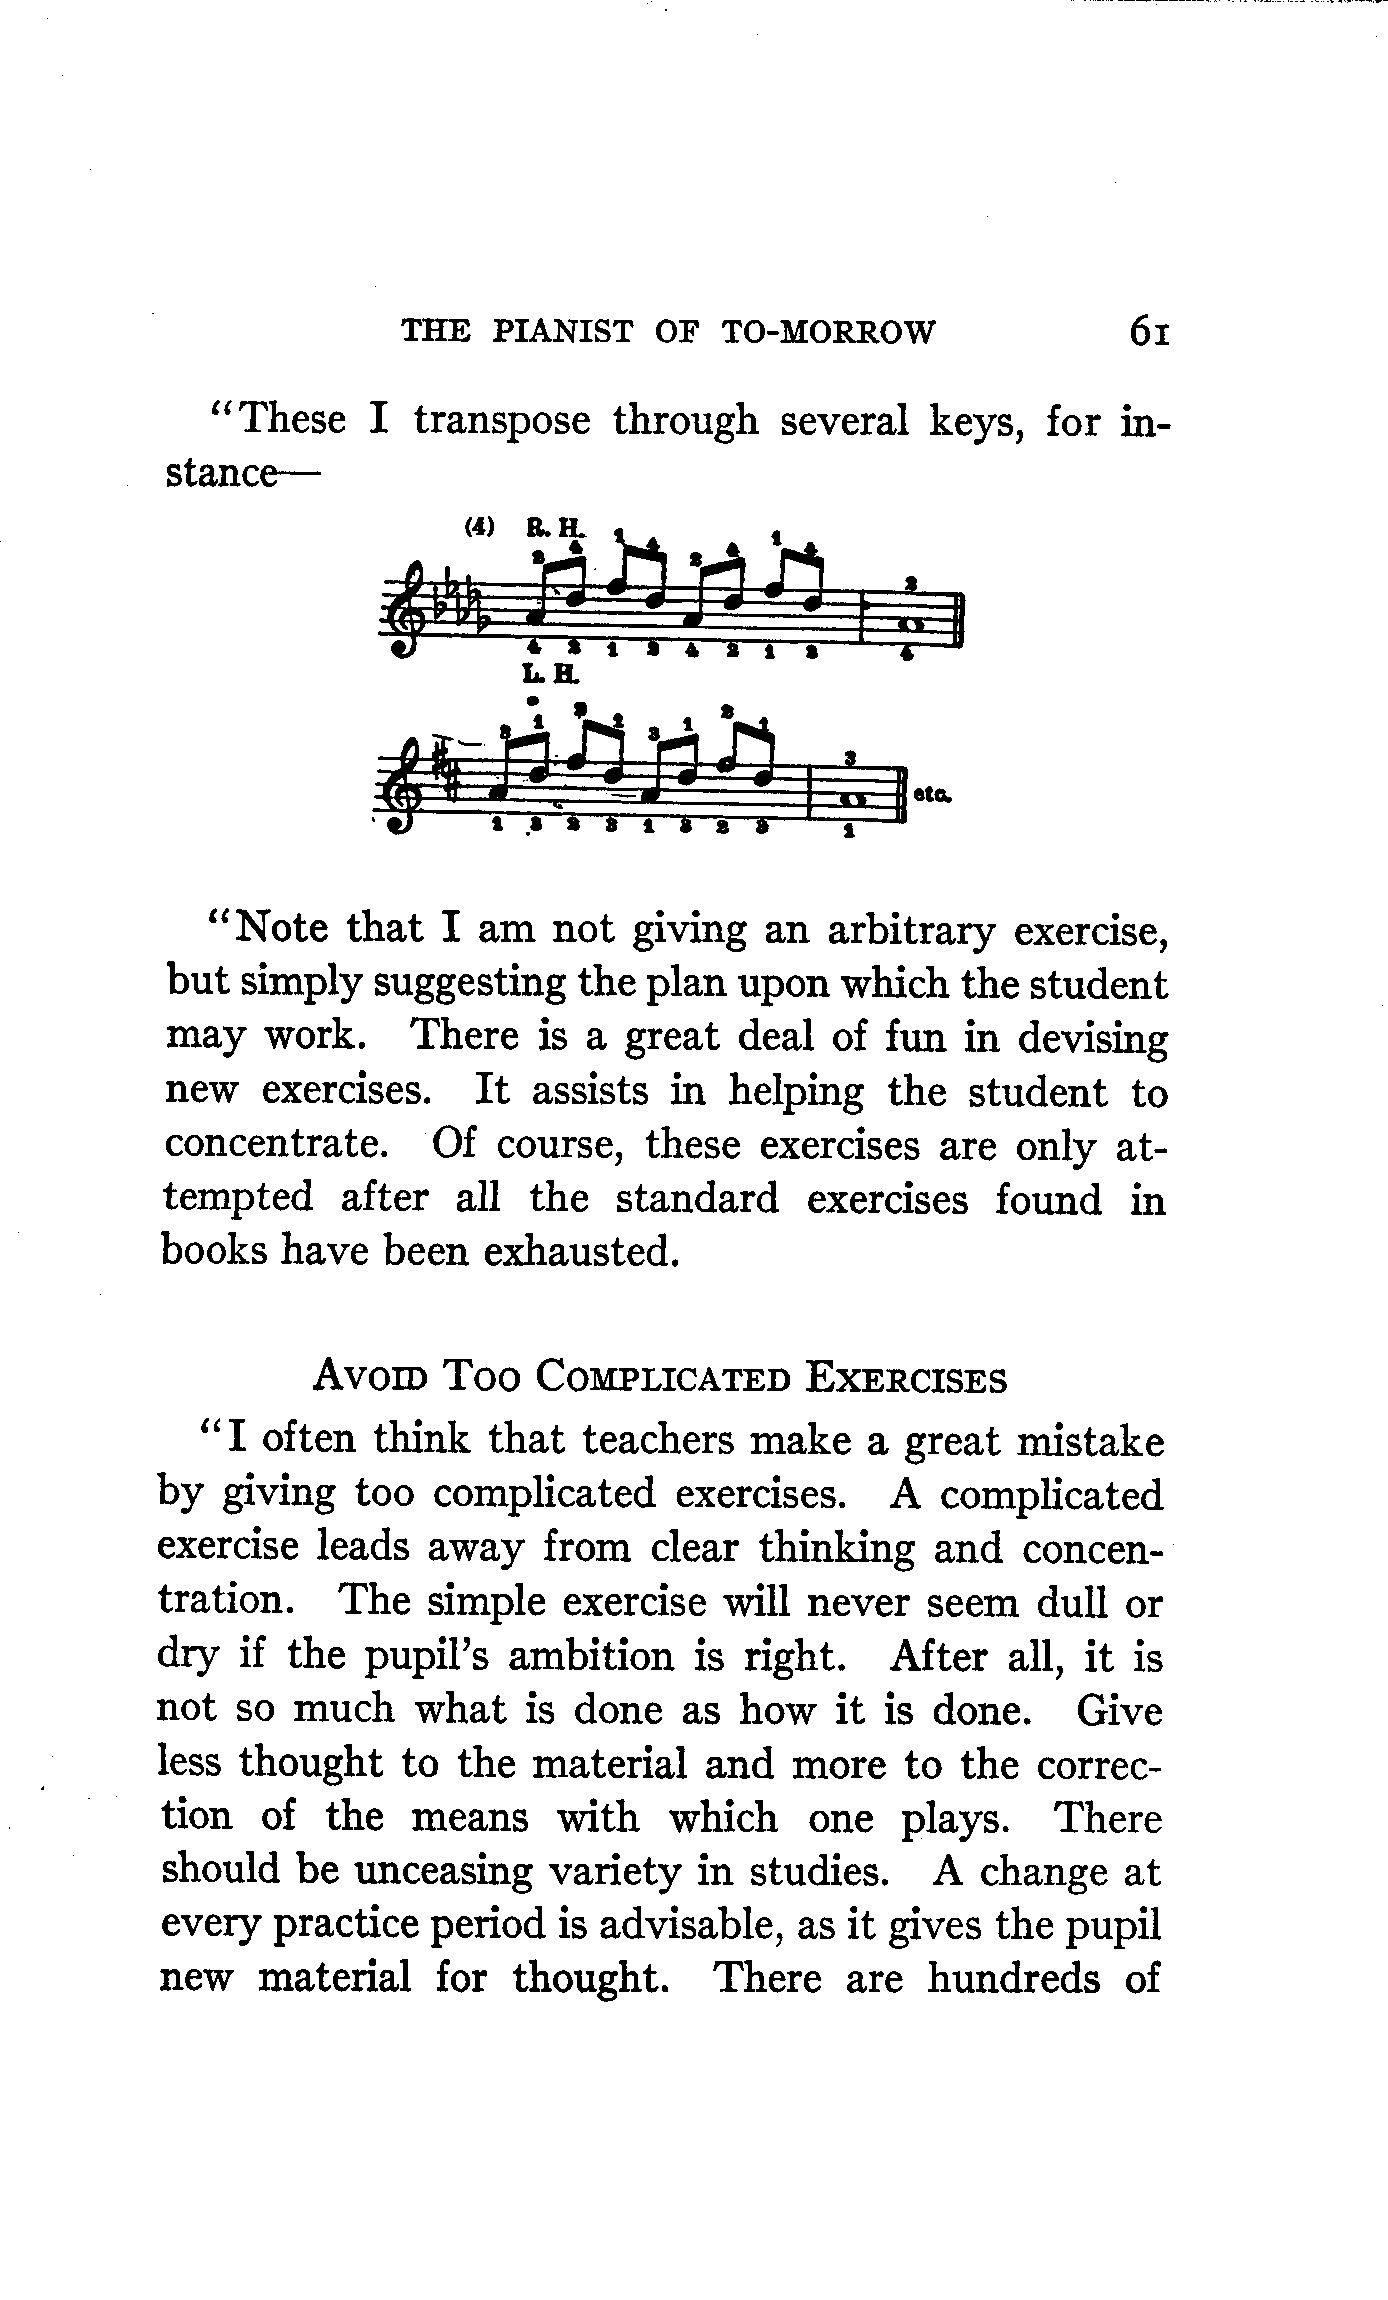 THE PIANIST OF TO-MORROW 61
“These I transpose through several keys, for in-
stance—
(4) R. H.
L. H.
etc.
“Note that I am not giving an arbitrary exercise,
but simply suggesting the plan upon which the student
may work. There is a great deal of fun in devising
new exercises. It assists in helping the student to
concentrate. Of course, these exercises are only at-
tempted after all the standard exercises found in
books have been exhausted.
Avoid Too Complicated Exercises
“I often think that teachers make a great mistake
by giving too complicated exercises. A complicated
exercise leads away from clear thinking and concen-
tration. The simple exercise will never seem dull or
dry if the pupil’s ambition is right. After all, it is
not so much what is done as how it is done. Give
less thought to the material and more to the correc-
tion of the means with which one plays. There
should be unceasing variety in studies. A change at
every practice period is advisable, as it gives the pupil
new material for thought. There are hundreds of